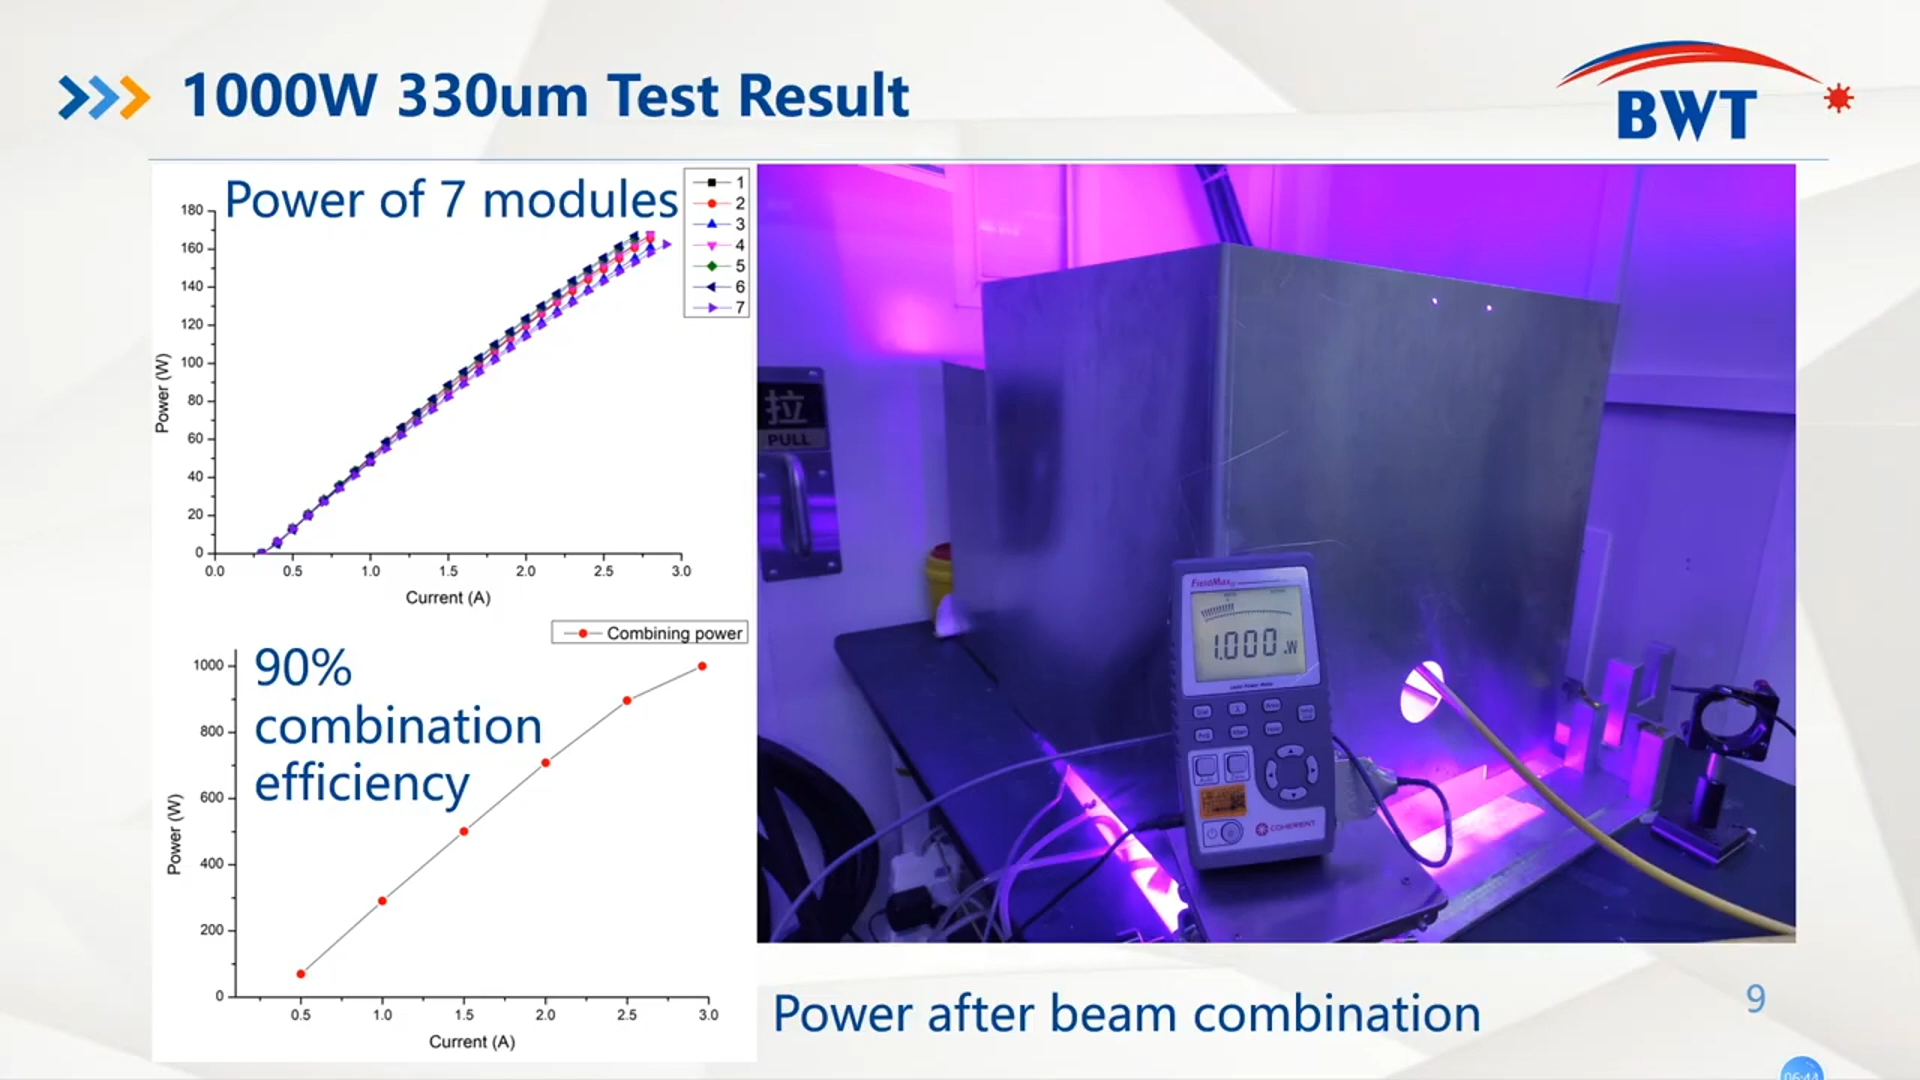 1000W 330um Test Result
BWT
Power of 7 modules
1
2
3
4
5
6
7
180
160
140
120
100
80
60
40
20
0
Power (W)
0.0 0.5 1.0 1.5 2.0 2.5 3.0
Current (A)
Combining power
90%
combination
efficiency
1000
800
600
400
200
0
Power (W)
0.5 1.0 1.5 2.0 2.5 3.0
Current (A)
拉
PULL
FieldMax
1.000 W
COHERENT
Power after beam combination
9
06:44